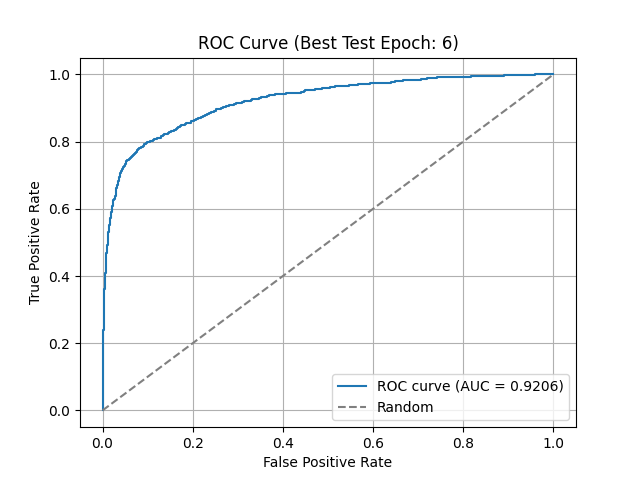 ROC Curve (Best Test Epoch: 6)
True Positive Rate
1.0
0.8
0.6
0.4
0.2
0.0
ROC curve (AUC = 0.9206)
Random
0.0 0.2 0.4 0.6 0.8 1.0
False Positive Rate